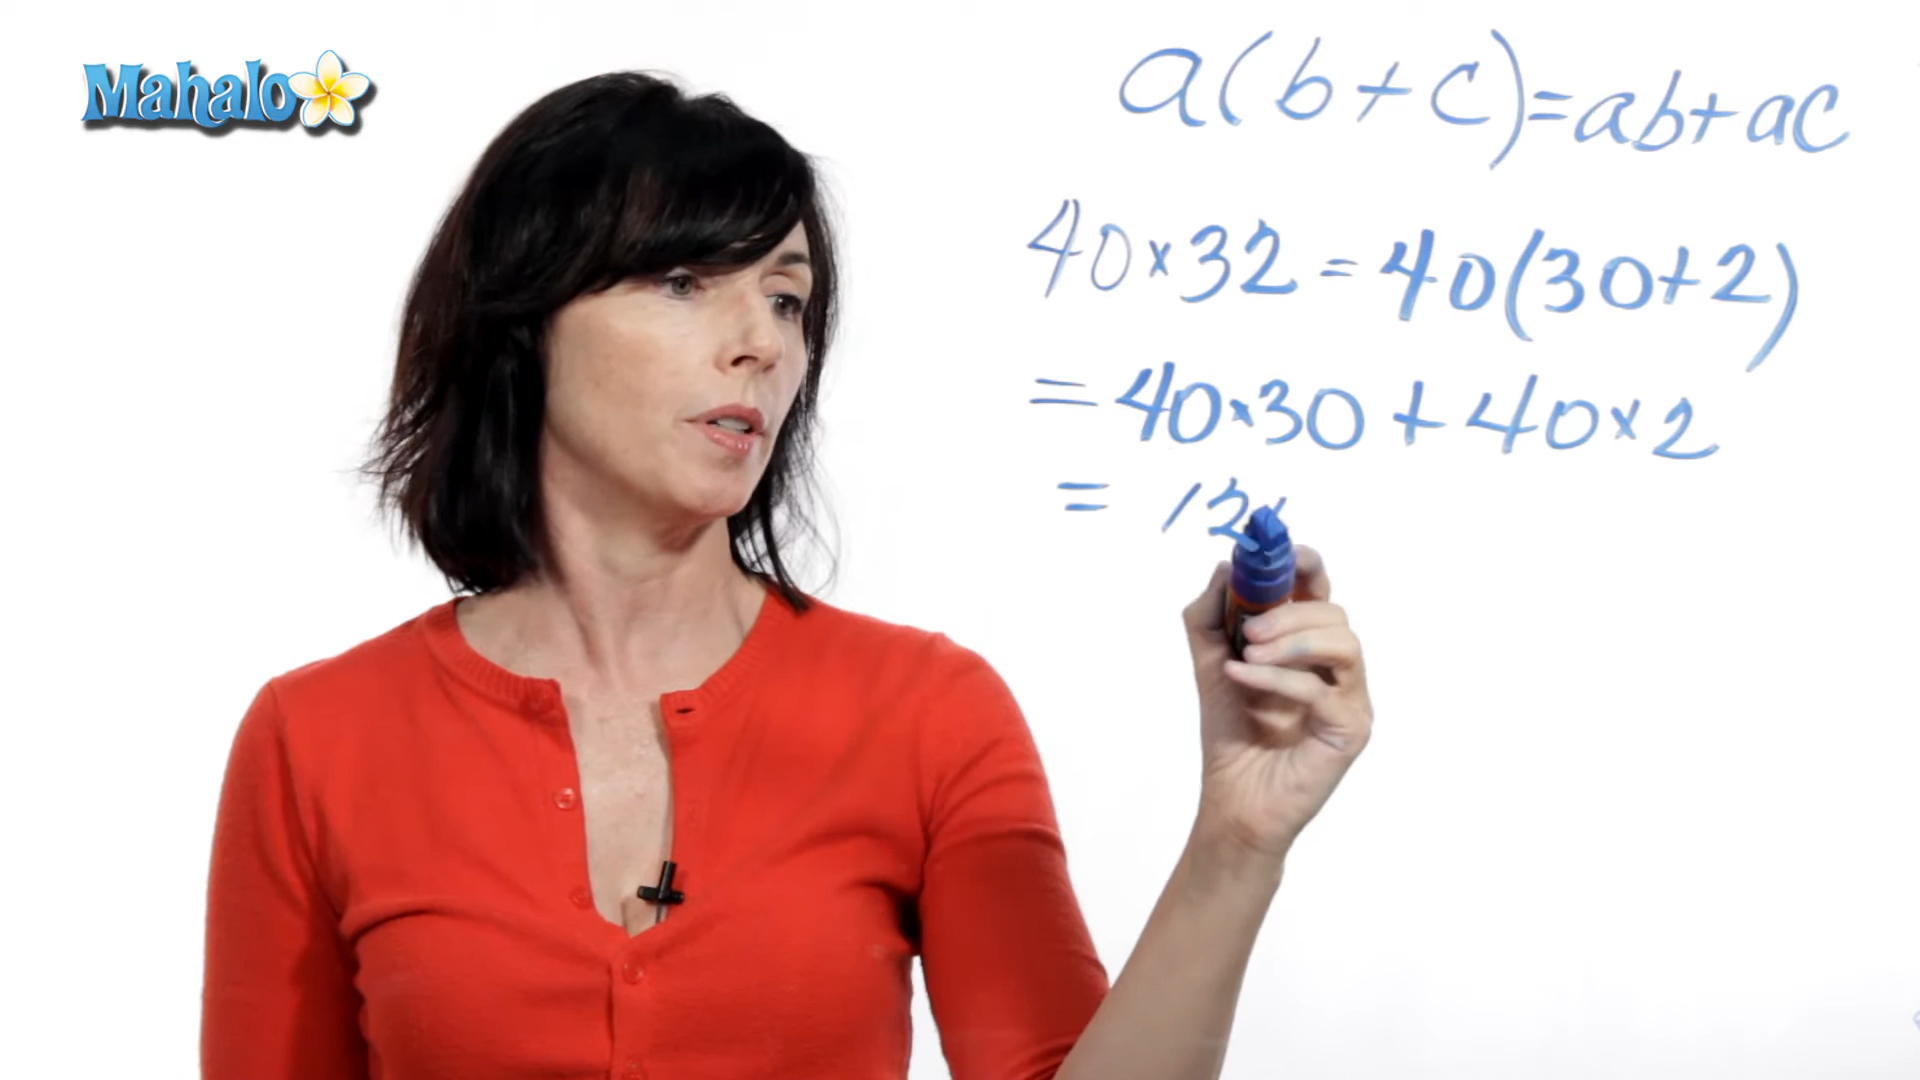 Mahalo
a(b+c)=ab+ac
40×32=40(30+2)
=40×30+40×2
= 12